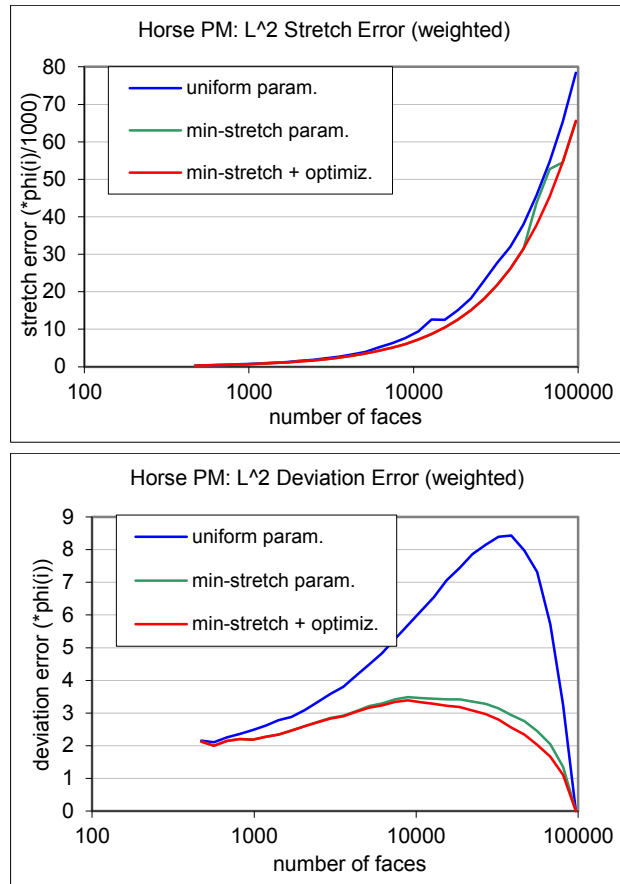 Horse PM: L^2 Stretch Error (weighted)
stretch error (*phi(i)/1000)
80
70
60
50
40
30
20
10
0
uniform param.
min-stretch param.
min-stretch + optimiz.
100 1000 10000 100000
number of faces
Horse PM: L^2 Deviation Error (weighted)
deviation error (*phi(i))
9
8
7
6
5
4
3
2
1
0
uniform param.
min-stretch param.
min-stretch + optimiz.
100 1000 10000 100000
number of faces